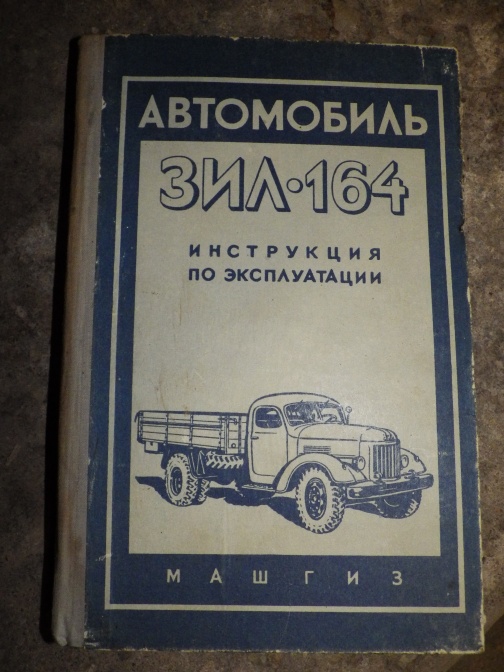 АВТОМОБИЛЬ
ЗИЛ·164
ИНСТРУКЦИЯ
ПО ЭКСПЛУАТАЦИИ
МАШГИЗ